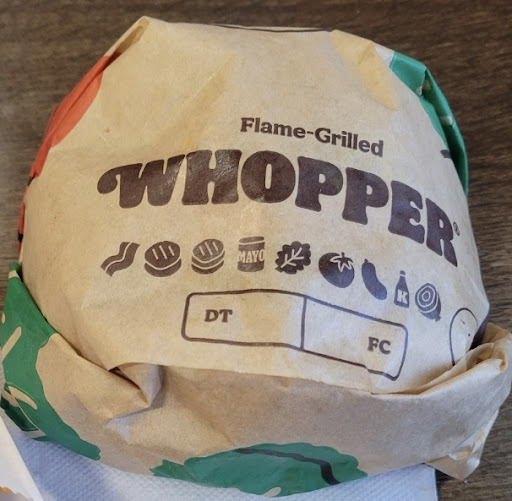 Flame-Grilled
WHOPPER®
MAYO
K
DT
FC